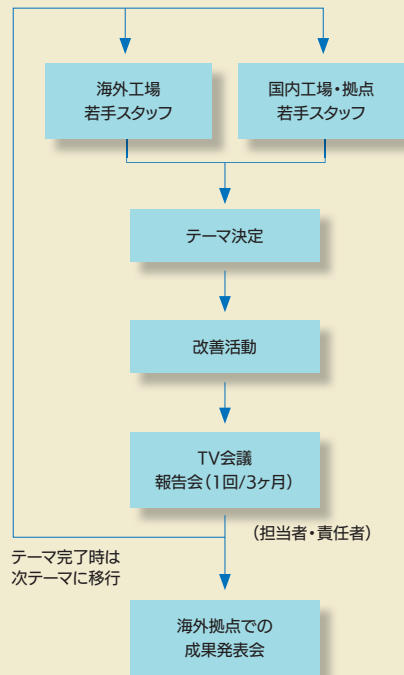 海外工場
若手スタッフ
国内工場・拠点
若手スタッフ
テーマ決定
改善活動
TV会議
報告会（1回/3ヶ月）
（担当者・責任者）
テーマ完了時は
次テーマに移行
海外拠点での
成果発表会